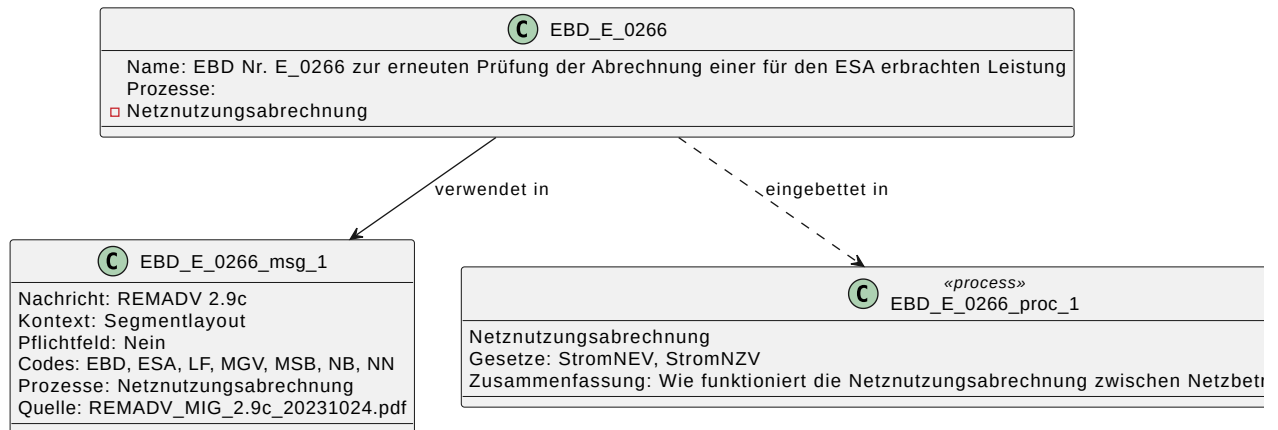 C EBD_E_0266
Name: EBD Nr. E_0266 zur erneuten Prüfung der Abrechnung einer für den ESA erbrachten Leistung
Prozesse:
Netznutzungsabrechnung
verwendet in
eingebettet in
C EBD_E_0266_msg_1
Nachricht: REMADV 2.9c
Kontext: Segmentlayout
Pflichtfeld: Nein
Codes: EBD, ESA, LF, MGV, MSB, NB, NN
Prozesse: Netznutzungsabrechnung
Quelle: REMADV_MIG_2.9c_20231024.pdf
C «process»
EBD_E_0266_proc_1
Netznutzungsabrechnung
Gesetze: StromNEV, StromNZV
Zusammenfassung: Wie funktioniert die Netznutzungsabrechnung zwischen Netzbetr